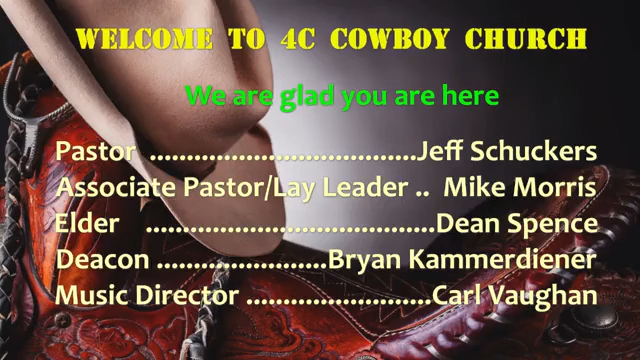 WELCOME TO 4C COWBOY CHURCH
We are glad you are here
Pastor ....................................Jeff Schuckers
Associate Pastor/Lay Leader .. Mike Morris
Elder .......................................Dean Spence
Deacon .......................Bryan Kammerdiener
Music Director .........................Carl Vaughan